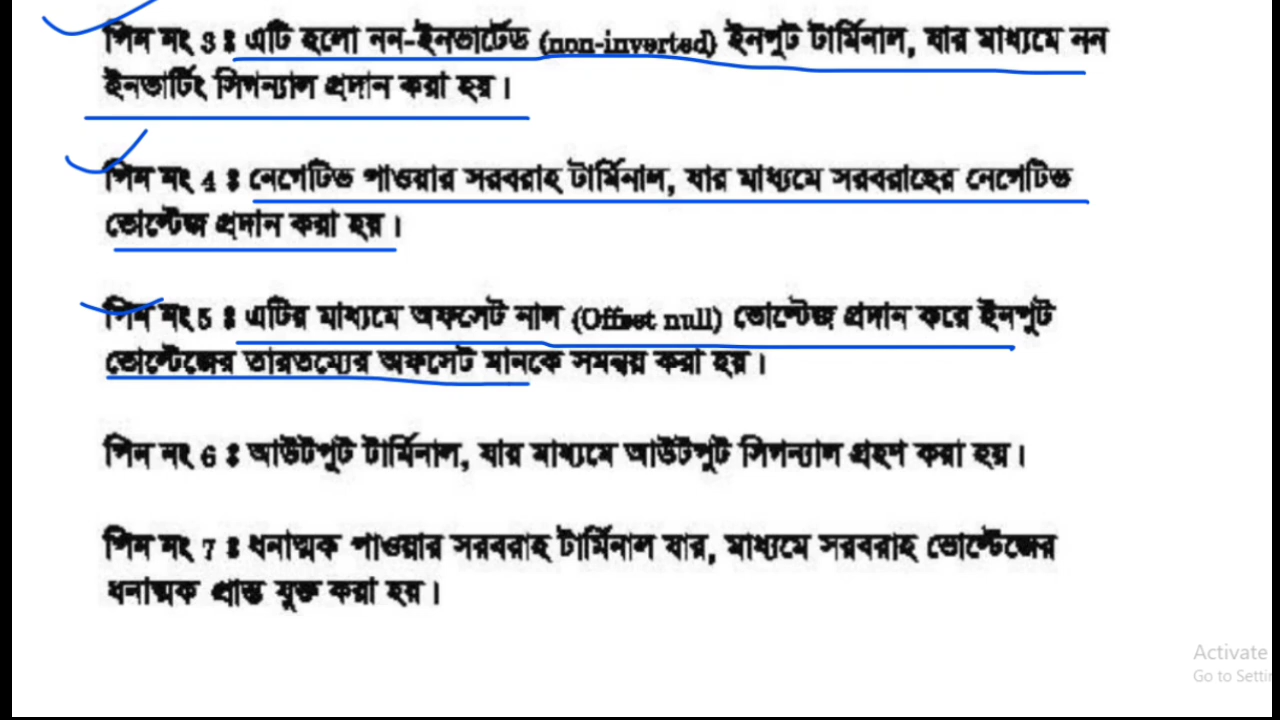 পিন নং 3 ঃ এটি হলো নন-ইনভার্টেড (non-inverted) ইনপুট টার্মিনাল, যার মাধ্যমে নন
ইনভার্টিং সিগন্যাল প্রদান করা হয়।
পিন নং 4 ঃ নেগেটিভ পাওয়ার সরবরাহ টার্মিনাল, যার মাধ্যমে সরবরাহের নেগেটিভ
ভোল্টেজ প্রদান করা হয়।
পিন নং 5 ঃ এটির মাধ্যমে অফসেট নাল (Offset null) ভোল্টেজ প্রদান করে ইনপুট
ভোল্টেজের তারতম্যের অফসেট মানকে সমন্বয় করা হয়।
পিন নং 6 ঃ আউটপুট টার্মিনাল, যার মাধ্যমে আউটপুট সিগন্যাল গ্রহণ করা হয়।
পিন নং 7 ঃ ধনাত্মক পাওয়ার সরবরাহ টার্মিনাল যার, মাধ্যমে সরবরাহ ভোল্টেজের
ধনাত্মক প্রান্ত যুক্ত করা হয়।
Activate
Go to Settin